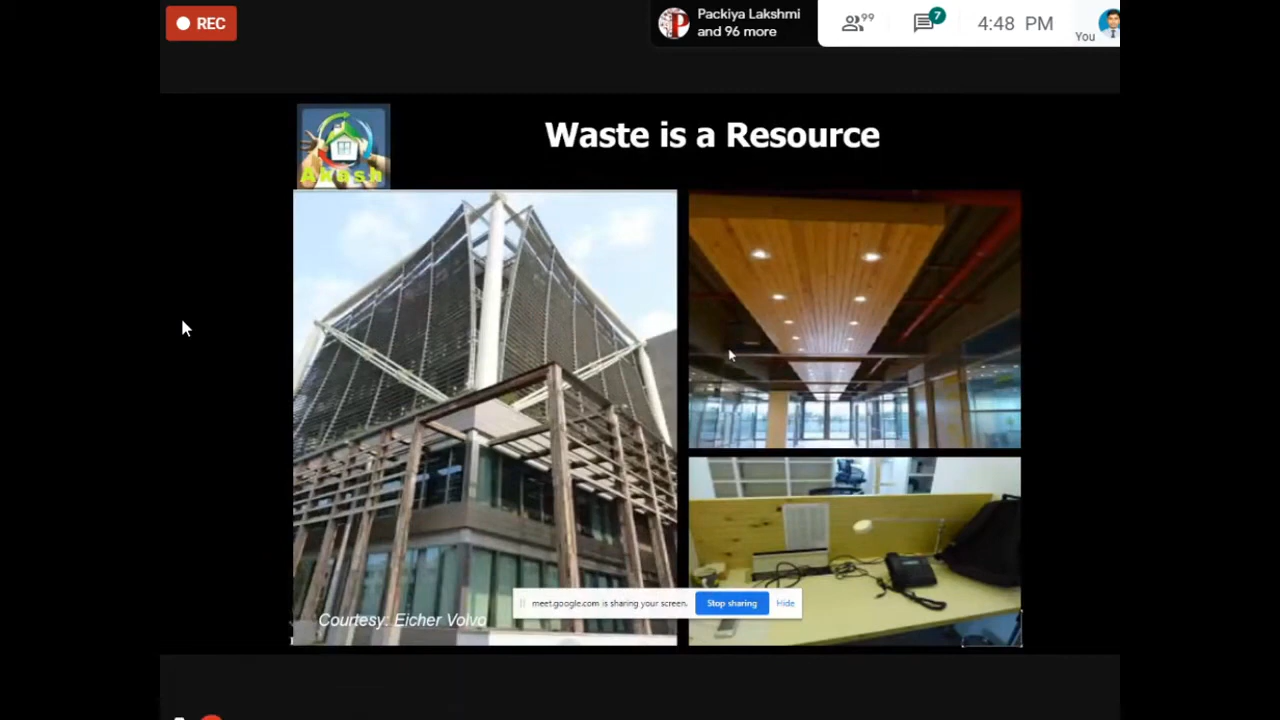 REC
Packiya Lakshmi
and 96 more
99
7
4:48 PM
You
Akash
Waste is a Resource
meet.google.com is sharing your screen.
Stop sharing
Hide
Courtesy: Eicher Volvo